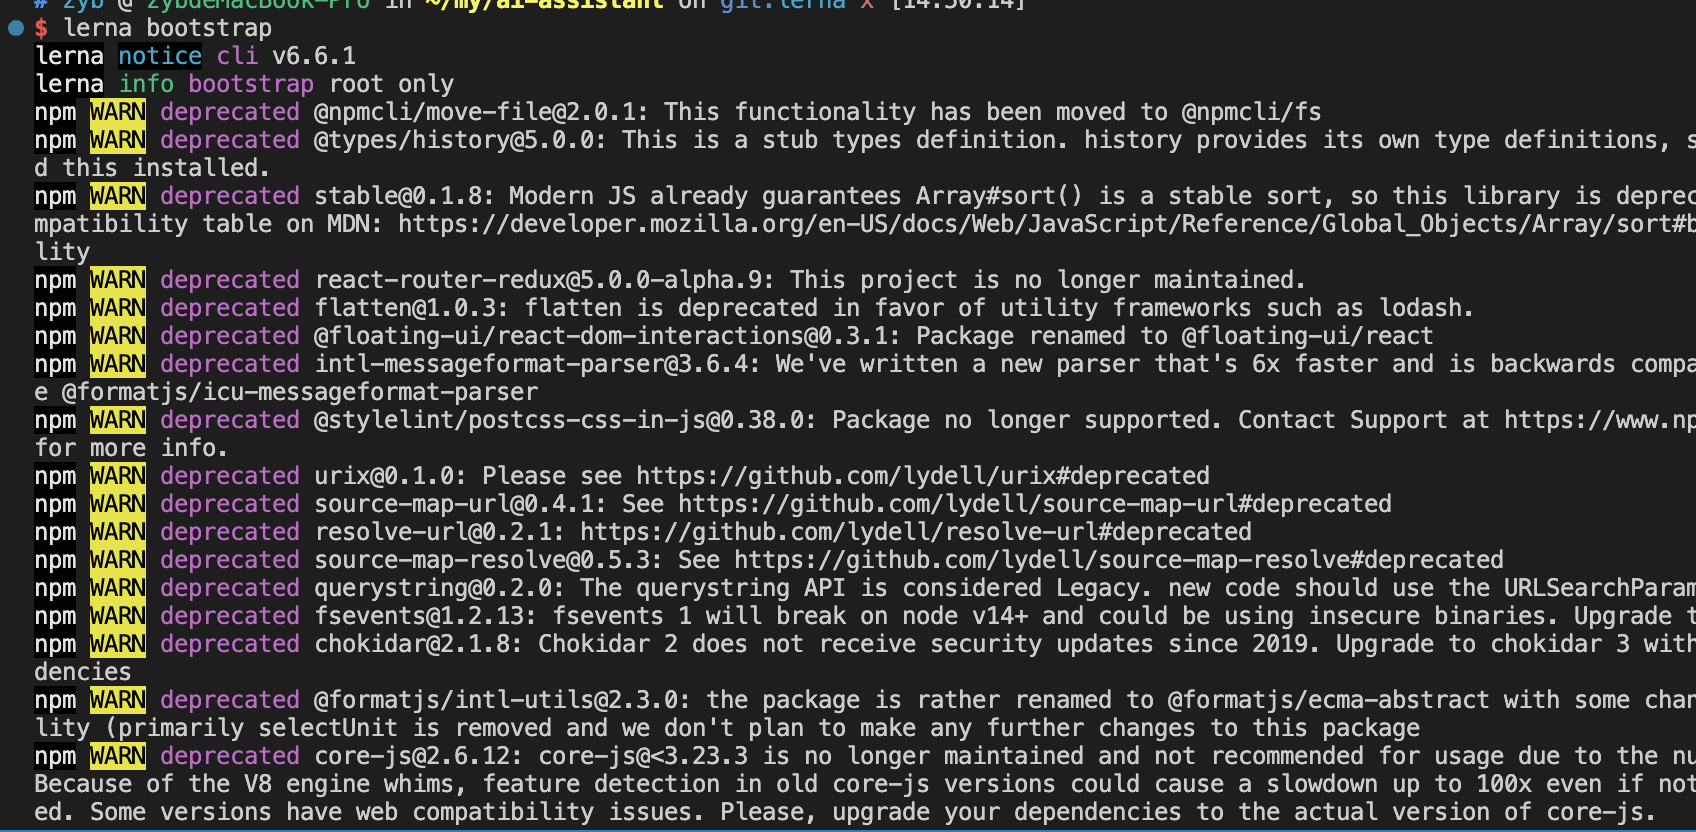 # zyb @ zybdeMacBook-Pro in ~/my/ai-assistant on git:lerna x [14:50:14]
$ lerna bootstrap
lerna notice cli v6.6.1
lerna info bootstrap root only
npm WARN deprecated @npmcli/move-file@2.0.1: This functionality has been moved to @npmcli/fs
npm WARN deprecated @types/history@5.0.0: This is a stub types definition. history provides its own type definitions, s
d this installed.
npm WARN deprecated stable@0.1.8: Modern JS already guarantees Array#sort() is a stable sort, so this library is deprec
mpatibility table on MDN: https://developer.mozilla.org/en-US/docs/Web/JavaScript/Reference/Global_Objects/Array/sort#b
lity
npm WARN deprecated react-router-redux@5.0.0-alpha.9: This project is no longer maintained.
npm WARN deprecated flatten@1.0.3: flatten is deprecated in favor of utility frameworks such as lodash.
npm WARN deprecated @floating-ui/react-dom-interactions@0.3.1: Package renamed to @floating-ui/react
npm WARN deprecated intl-messageformat-parser@3.6.4: We've written a new parser that's 6x faster and is backwards compa
e @formatjs/icu-messageformat-parser
npm WARN deprecated @stylelint/postcss-css-in-js@0.38.0: Package no longer supported. Contact Support at https://www.np
for more info.
npm WARN deprecated urix@0.1.0: Please see https://github.com/lydell/urix#deprecated
npm WARN deprecated source-map-url@0.4.1: See https://github.com/lydell/source-map-url#deprecated
npm WARN deprecated resolve-url@0.2.1: https://github.com/lydell/resolve-url#deprecated
npm WARN deprecated source-map-resolve@0.5.3: See https://github.com/lydell/source-map-resolve#deprecated
npm WARN deprecated querystring@0.2.0: The querystring API is considered Legacy. new code should use the URLSearchParam
npm WARN deprecated fsevents@1.2.13: fsevents 1 will break on node v14+ and could be using insecure binaries. Upgrade t
npm WARN deprecated chokidar@2.1.8: Chokidar 2 does not receive security updates since 2019. Upgrade to chokidar 3 with
dencies
npm WARN deprecated @formatjs/intl-utils@2.3.0: the package is rather renamed to @formatjs/ecma-abstract with some chan
lity (primarily selectUnit is removed and we don't plan to make any further changes to this package
npm WARN deprecated core-js@2.6.12: core-js@<3.23.3 is no longer maintained and not recommended for usage due to the nu
Because of the V8 engine whims, feature detection in old core-js versions could cause a slowdown up to 100x even if not
ed. Some versions have web compatibility issues. Please, upgrade your dependencies to the actual version of core-js.